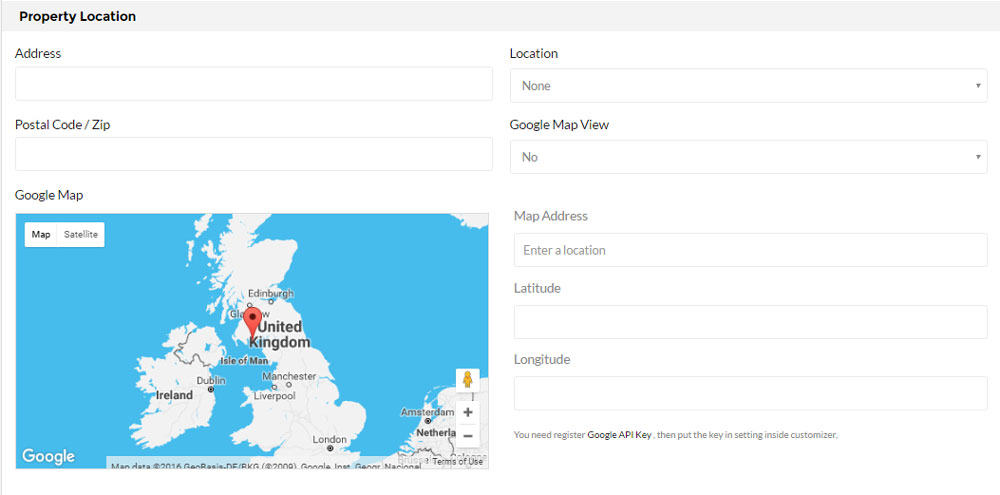 Property Location
Address
Location
None
Postal Code / Zip
Google Map View
No
Google Map
Map
Satellite
Map Address
Enter a location
Latitude
Longitude
Edinburgh
Glasgow
United
Kingdom
Isle of Man
Manchester
Dublin
Liverpool
Ireland
Amsterdam
Netherla
London
Google
Map data ©2016 GeoBasis-DE/BKG (©2009), Google, Inst. Geogr. Nacional
Terms of Use
You need register Google API Key , then put the key in setting inside customizer.